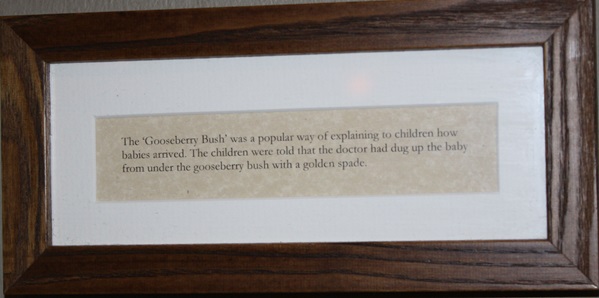 The ‘Gooseberry Bush’ was a popular way of explaining to children how
babies arrived. The children were told that the doctor had dug up the baby
from under the gooseberry bush with a golden spade.